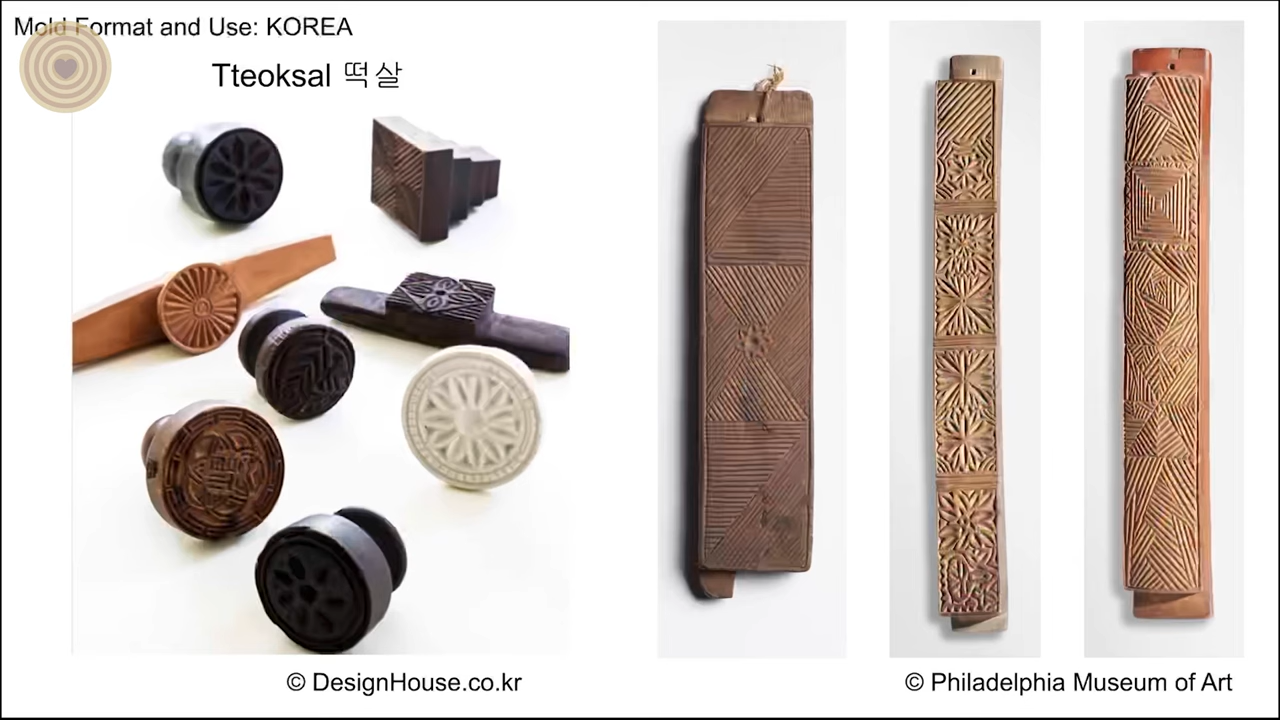 Mold Format and Use: KOREA
Tteoksal 떡살
© DesignHouse.co.kr
© Philadelphia Museum of Art